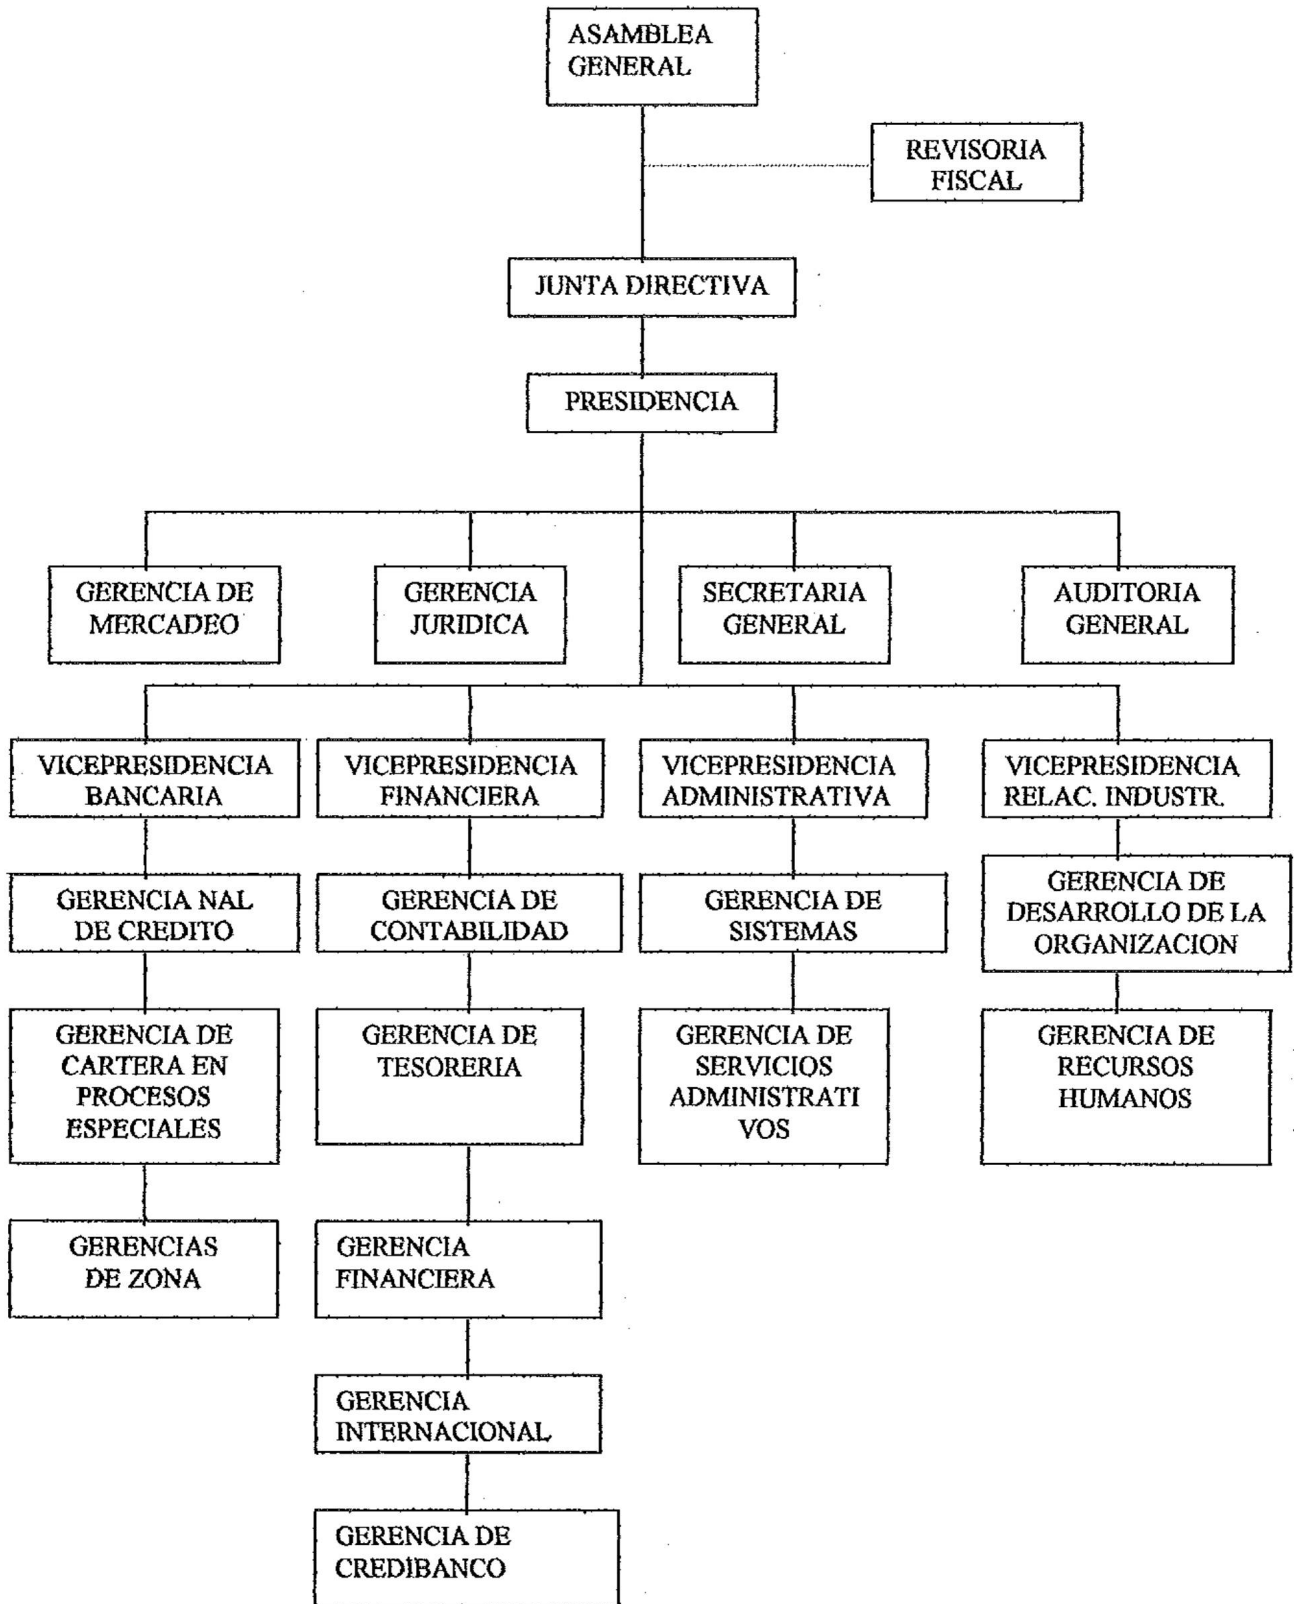 ASAMBLEA
GENERAL
REVISORIA
FISCAL
JUNTA DIRECTIVA
PRESIDENCIA
GERENCIA DE
MERCADEO
GERENCIA
JURIDICA
SECRETARIA
GENERAL
AUDITORIA
GENERAL
VICEPRESIDENCIA
BANCARIA
VICEPRESIDENCIA
FINANCIERA
VICEPRESIDENCIA
ADMINISTRATIVA
VICEPRESIDENCIA
RELAC. INDUSTR.
GERENCIA NAL
DE CREDITO
GERENCIA DE
CONTABILIDAD
GERENCIA DE
SISTEMAS
GERENCIA DE
DESARROLLO DE LA
ORGANIZACION
GERENCIA DE
CARTERA EN
PROCESOS
ESPECIALES
GERENCIA DE
TESORERIA
GERENCIA DE
SERVICIOS
ADMINISTRATI
VOS
GERENCIA DE
RECURSOS
HUMANOS
GERENCIAS
DE ZONA
GERENCIA
FINANCIERA
GERENCIA
INTERNACIONAL
GERENCIA DE
CREDIBANCO